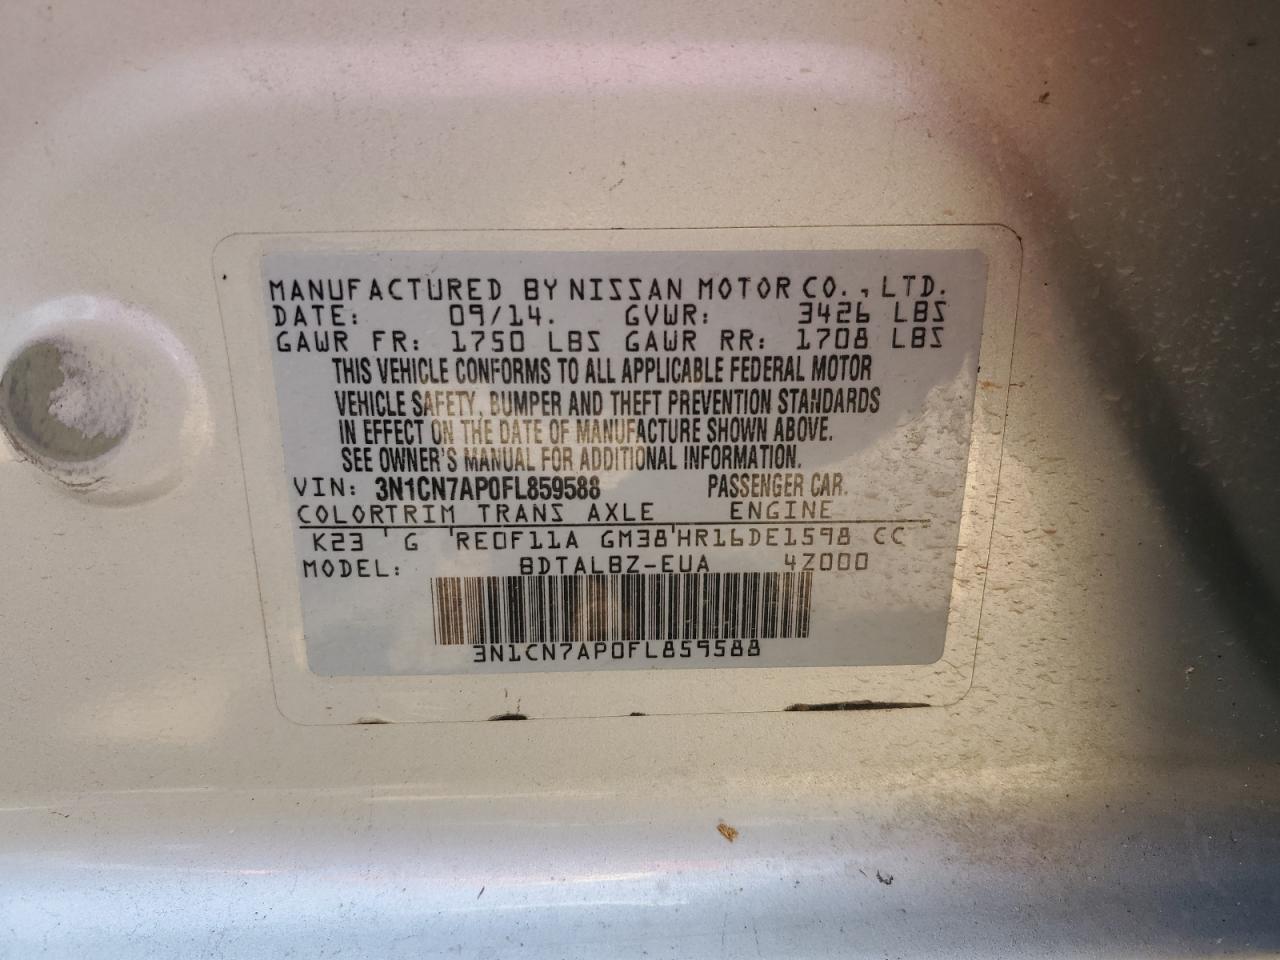 MANUFACTURED BY NISSAN MOTOR CO., LTD.
DATE: 09/14. GVWR: 3426 LBS
GAWR FR: 1750 LBS GAWR RR: 1708 LBS
THIS VEHICLE CONFORMS TO ALL APPLICABLE FEDERAL MOTOR
VEHICLE SAFETY, BUMPER AND THEFT PREVENTION STANDARDS
IN EFFECT ON THE DATE OF MANUFACTURE SHOWN ABOVE.
SEE OWNER'S MANUAL FOR ADDITIONAL INFORMATION.
VIN: 3N1CN7AP0FL859588 PASSENGER CAR.
COLORTRIM TRANS AXLE ENGINE
K23 'G 'RE0F11A GM38'HR16DE1598 CC
MODEL: BDTALBZ-EUA 4Z000
3N1CN7AP0FL859588